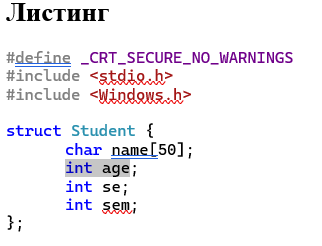 Листинг
#define _CRT_SECURE_NO_WARNINGS
#include <stdio.h>
#include <Windows.h>
struct Student {
char name[50];
int age;
int se;
int sem;
};